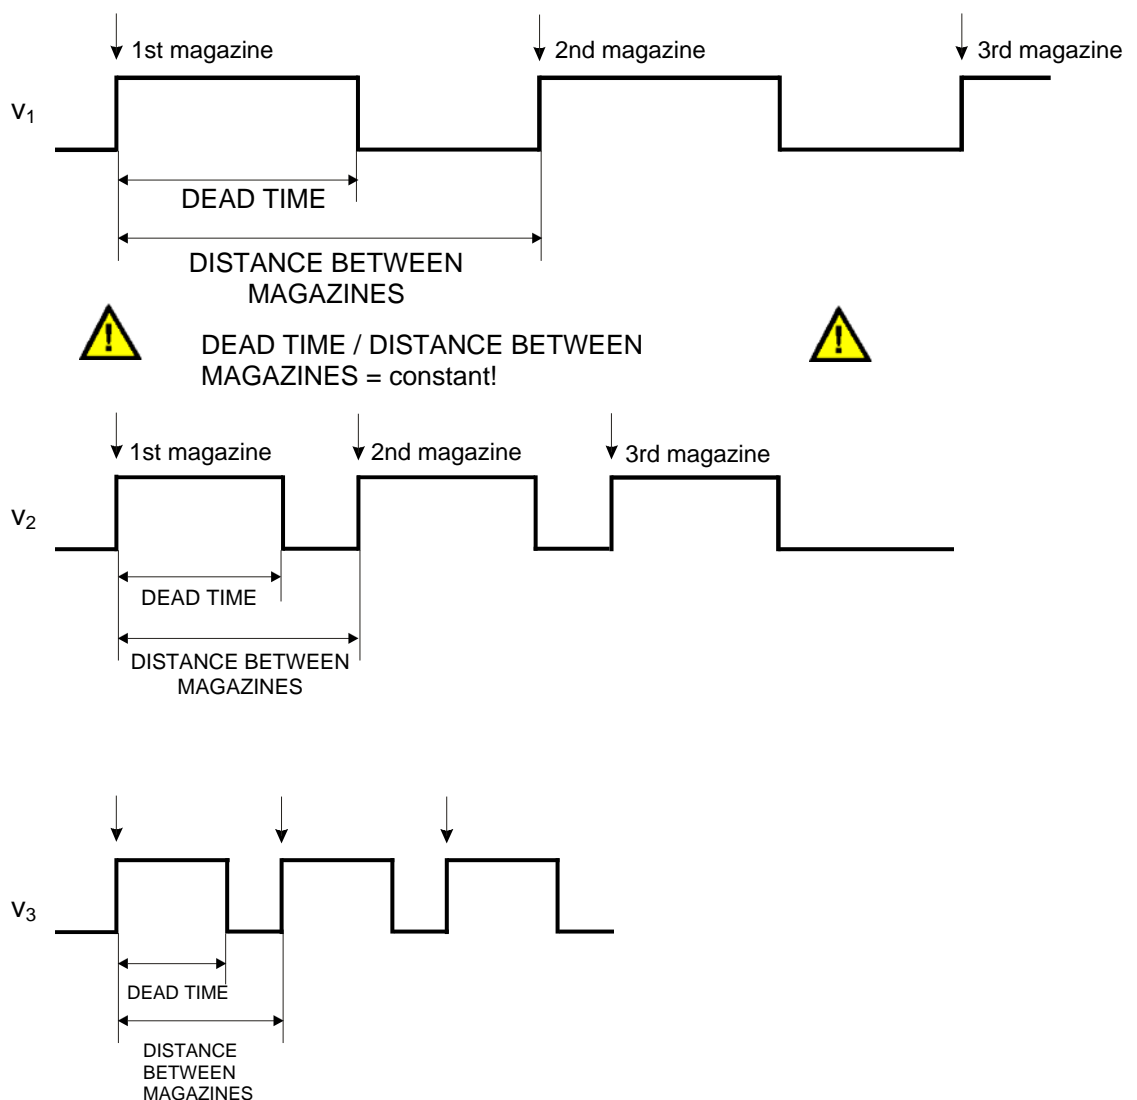 1st magazine 2nd magazine 3rd magazine
v1
DEAD TIME
DISTANCE BETWEEN
MAGAZINES
! !
DEAD TIME / DISTANCE BETWEEN
MAGAZINES = constant!
1st magazine 2nd magazine 3rd magazine
v2
DEAD TIME
DISTANCE BETWEEN
MAGAZINES
v3
DEAD TIME
DISTANCE
BETWEEN
MAGAZINES